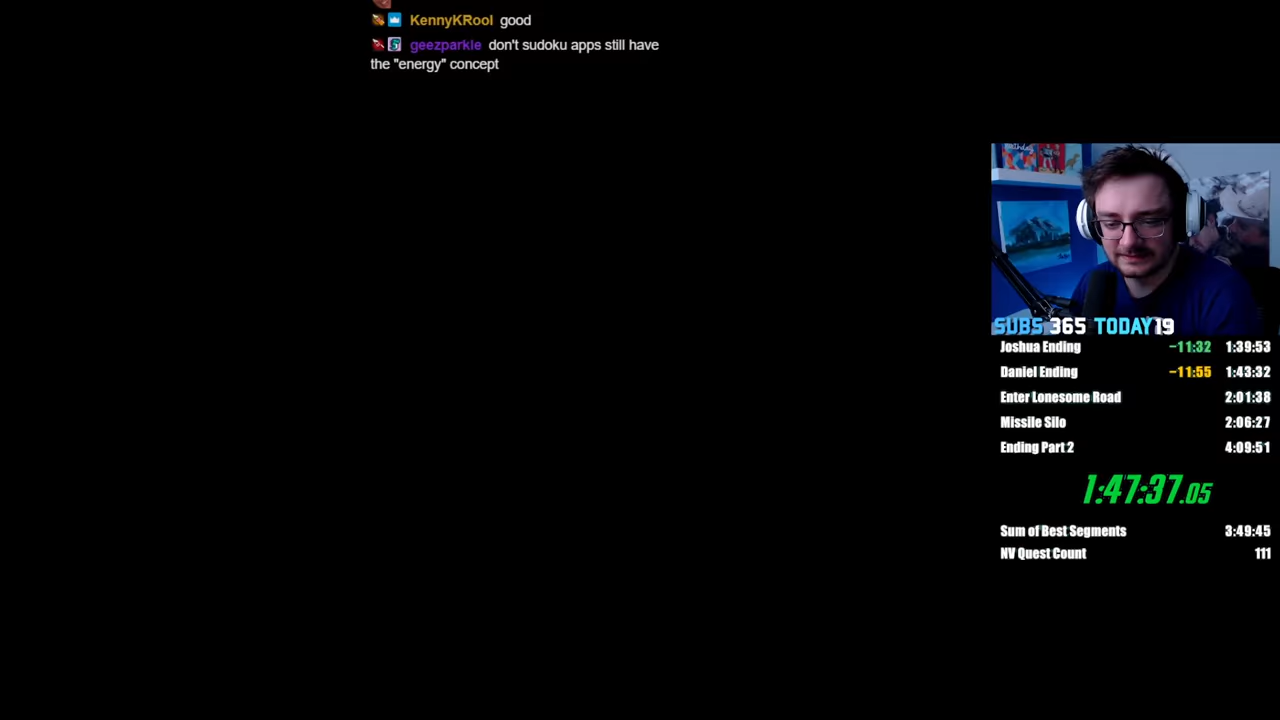 KennyKRool good
geezparkie don't sudoku apps still have
the "energy" concept
SUBS 365 TODAY 19
Joshua Ending −11:32 1:39:53
Daniel Ending −11:55 1:43:32
Enter Lonesome Road 2:01:38
Missile Silo 2:06:27
Ending Part 2 4:09:51
1:47:37.05
Sum of Best Segments 3:49:45
NV Quest Count 111